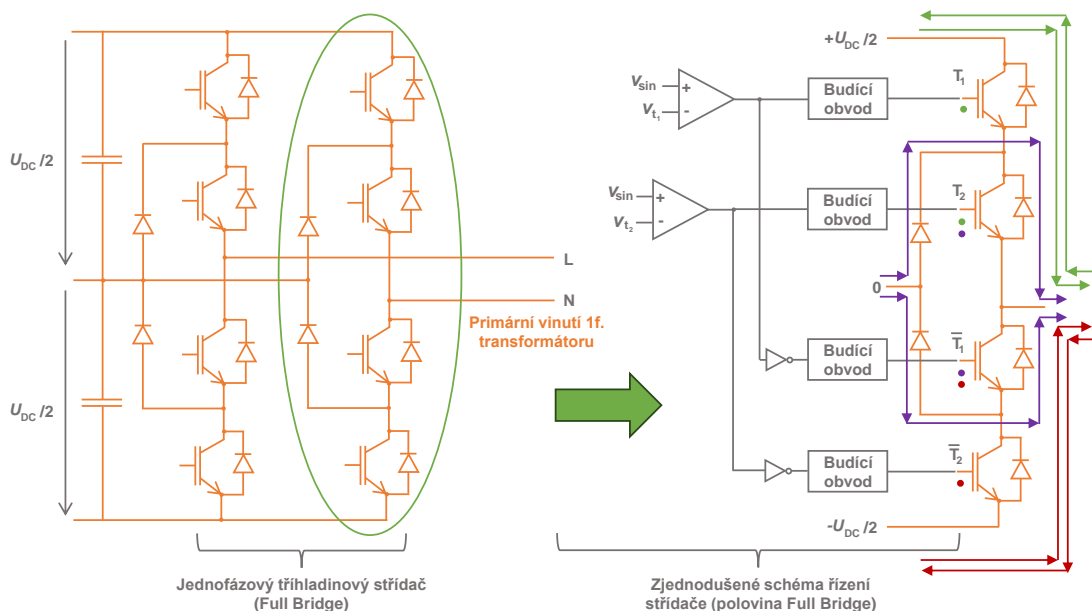 U_DC/2
U_DC/2
L
N
Primární vinutí 1f.
transformátoru
Jednofázový tříhladinový střídač
(Full Bridge)
+U_DC/2
v_sin
+
v_t₁
-
Budící
obvod
T₁
v_sin
+
v_t₂
-
Budící
obvod
T₂
0
Budící
obvod
T̅₁
Budící
obvod
T̅₂
-U_DC/2
Zjednodušené schéma řízení
střídače (polovina Full Bridge)